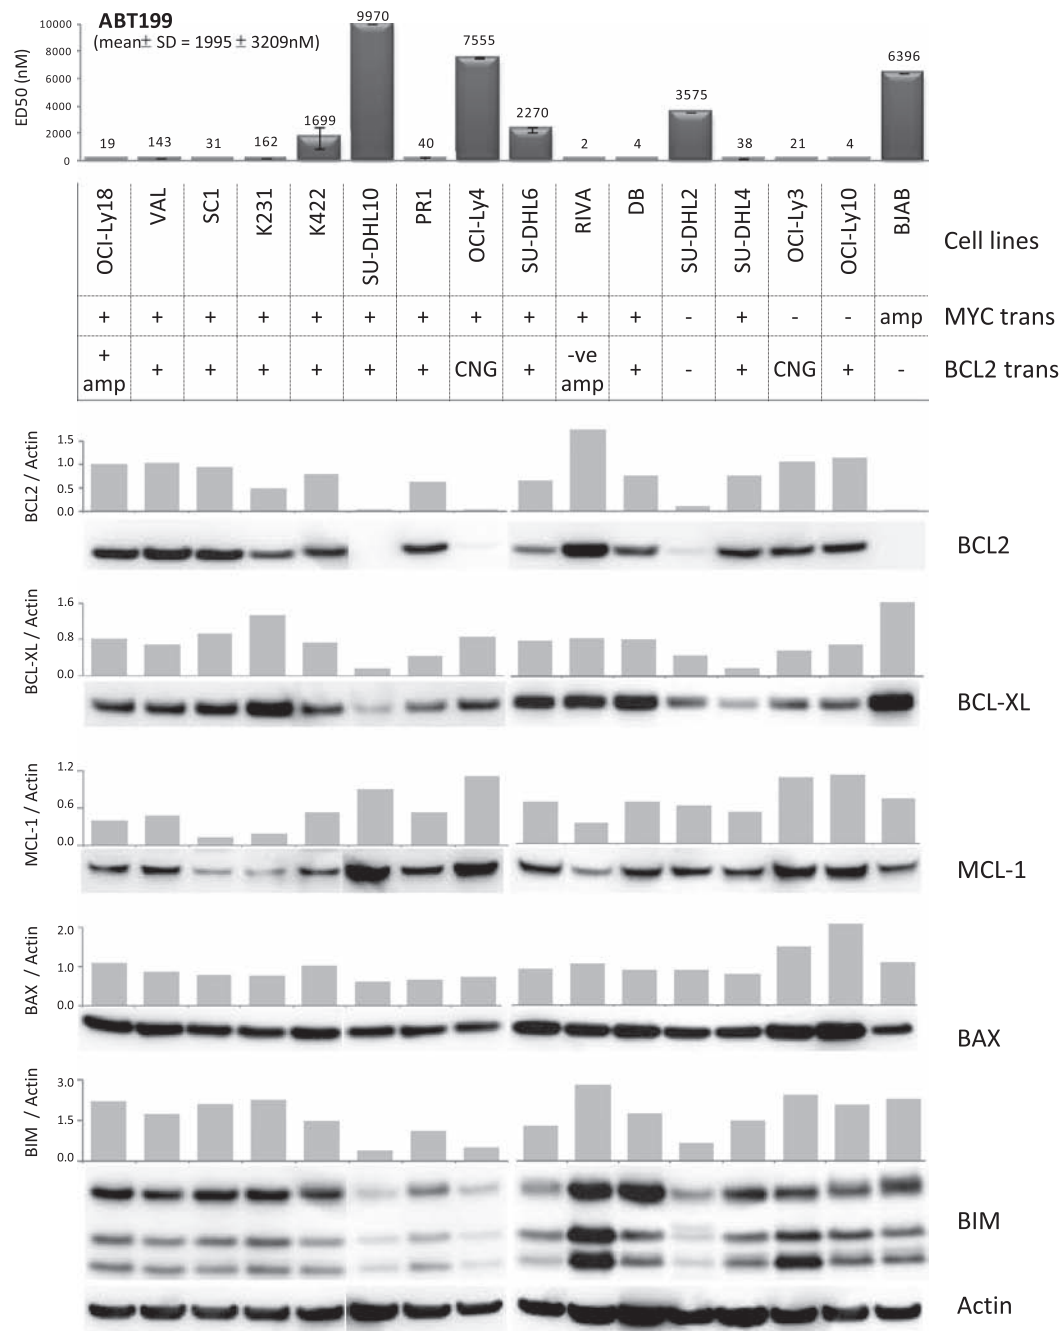 ABT199
(mean± SD = 1995 ± 3209nM)
ED50 (nM)
10000
8000
6000
4000
2000
0
19 143 31 162 1699 9970 40 7555 2270 2 4 3575 38 21 4 6396
OCI-Ly18 VAL SC1 K231 K422 SU-DHL10 PR1 OCI-Ly4 SU-DHL6 RIVA DB SU-DHL2 SU-DHL4 OCI-Ly3 OCI-Ly10 BJAB Cell lines
+ + + + + + + + + + + - + - - amp MYC trans
+ amp + + + + + + CNG + -ve amp + - + CNG + - BCL2 trans
BCL2 / Actin
1.5
1.0
0.5
0.0
BCL2
BCL-XL / Actin
1.6
0.8
0.0
BCL-XL
MCL-1 / Actin
1.2
0.6
0.0
MCL-1
BAX / Actin
2.0
1.0
0.0
BAX
BIM / Actin
3.0
1.5
0.0
BIM
Actin